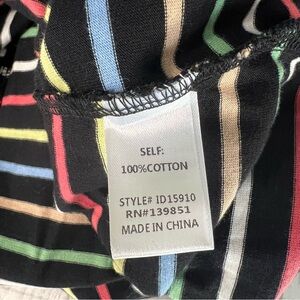 SELF:
100%COTTON
STYLE# ID15910
RN#139851
MADE IN CHINA